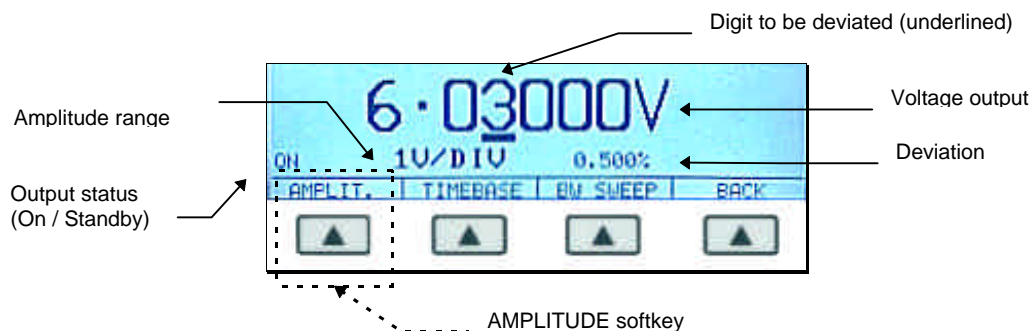 Digit to be deviated (underlined)
6·03000V
Voltage output
Amplitude range
ON 1V/DIV 0.500%
Deviation
Output status
(On / Standby)
AMPLIT. TIMEBASE BW SWEEP BACK
AMPLITUDE softkey